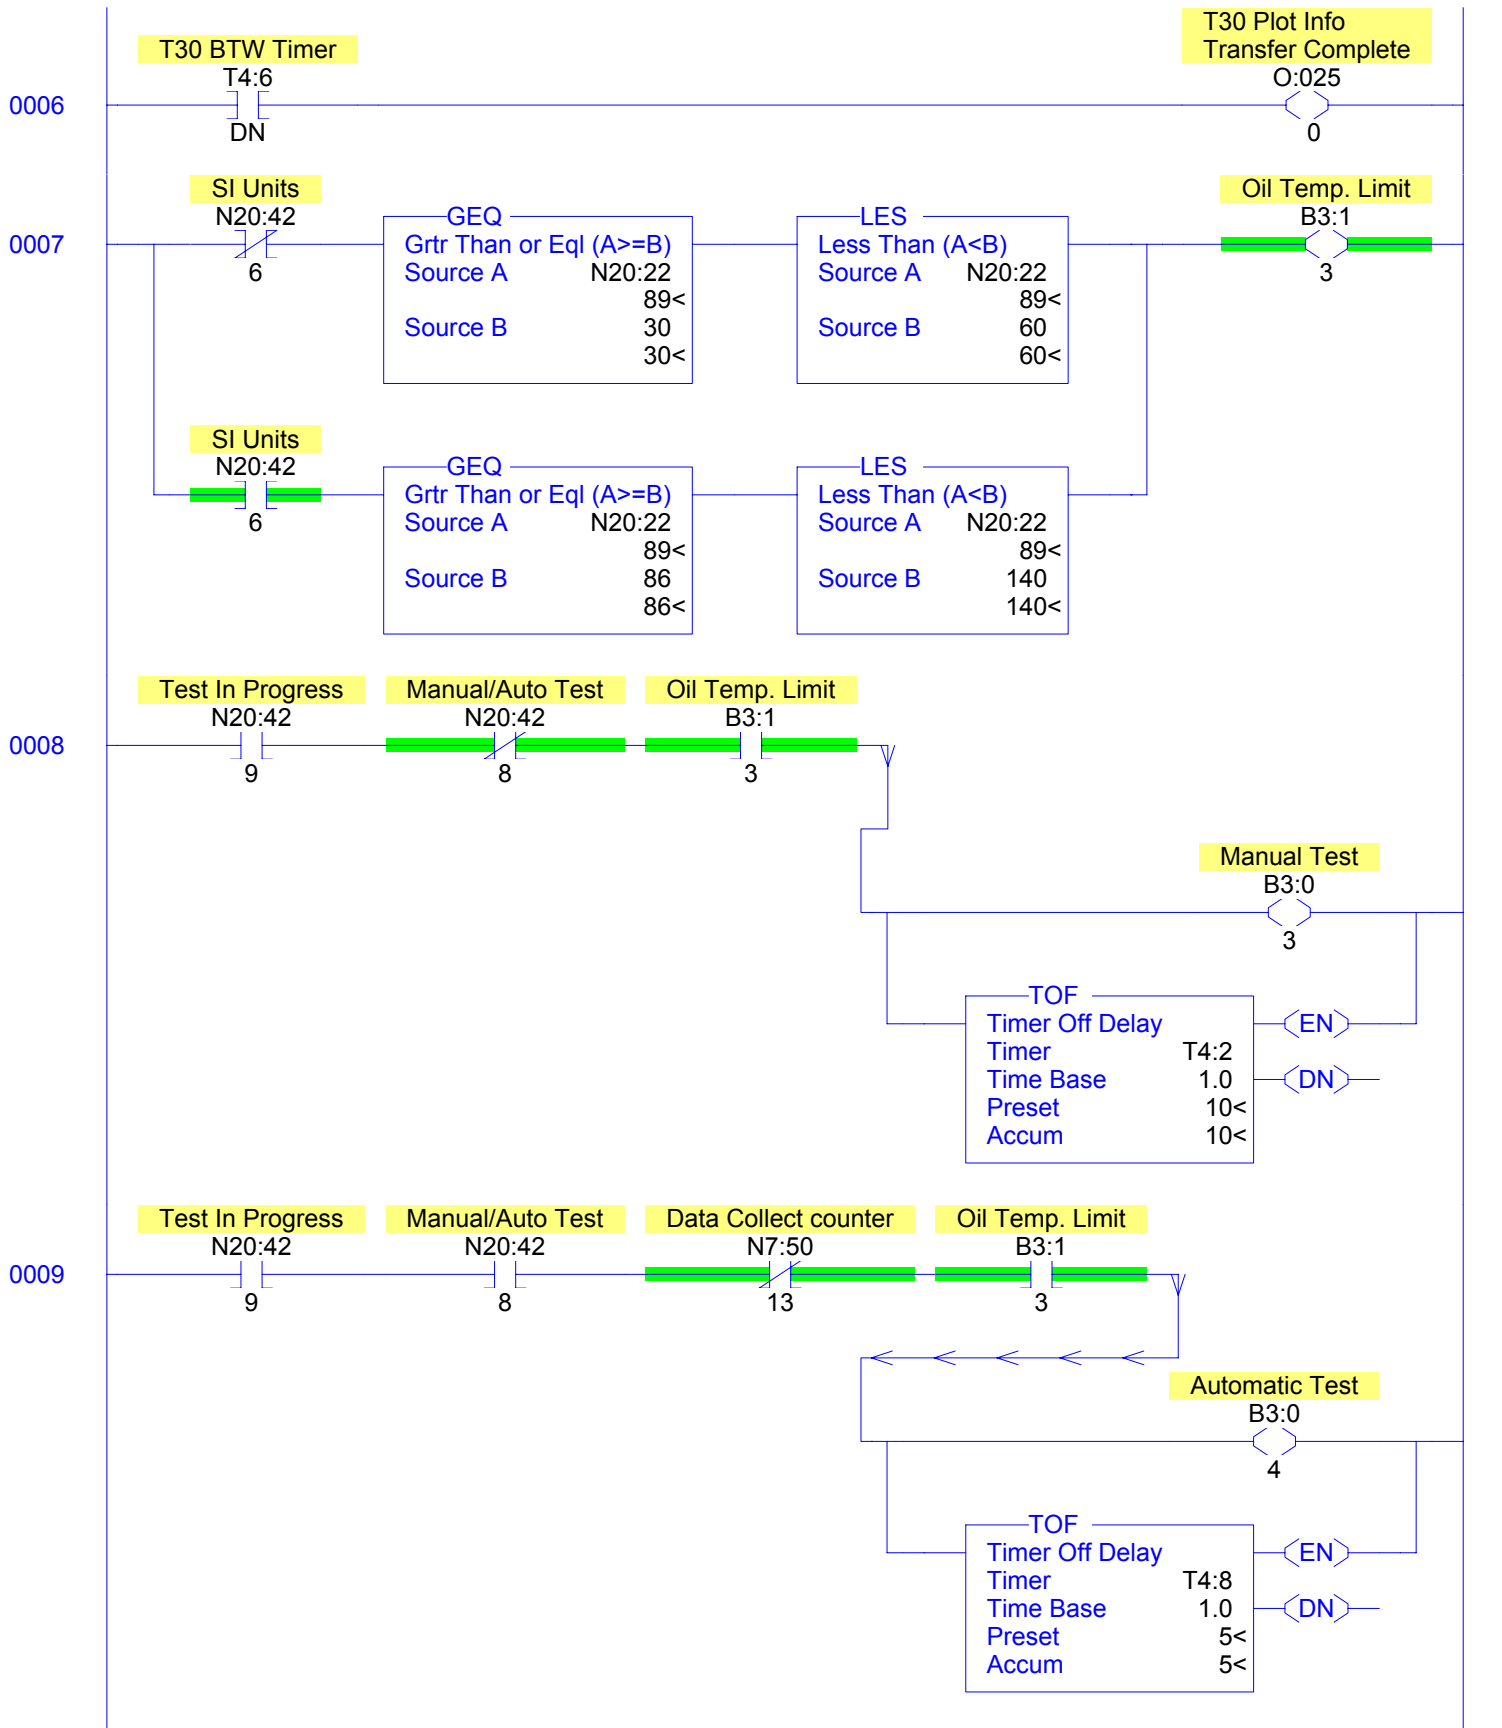 T30 BTW Timer
T4:6
DN
T30 Plot Info
Transfer Complete
O:025
0
0006
SI Units
N20:42
6
GEQ
Grtr Than or Eql (A>=B)
Source A N20:22
89<
Source B 30
30<
LES
Less Than (A<B)
Source A N20:22
89<
Source B 60
60<
Oil Temp. Limit
B3:1
3
0007
SI Units
N20:42
6
GEQ
Grtr Than or Eql (A>=B)
Source A N20:22
89<
Source B 86
86<
LES
Less Than (A<B)
Source A N20:22
89<
Source B 140
140<
0008
Test In Progress
N20:42
9
Manual/Auto Test
N20:42
8
Oil Temp. Limit
B3:1
3
Manual Test
B3:0
3
TOF
Timer Off Delay
Timer T4:2
Time Base 1.0
Preset 10<
Accum 10<
EN
DN
0009
Test In Progress
N20:42
9
Manual/Auto Test
N20:42
8
Data Collect counter
N7:50
13
Oil Temp. Limit
B3:1
3
Automatic Test
B3:0
4
TOF
Timer Off Delay
Timer T4:8
Time Base 1.0
Preset 5<
Accum 5<
EN
DN